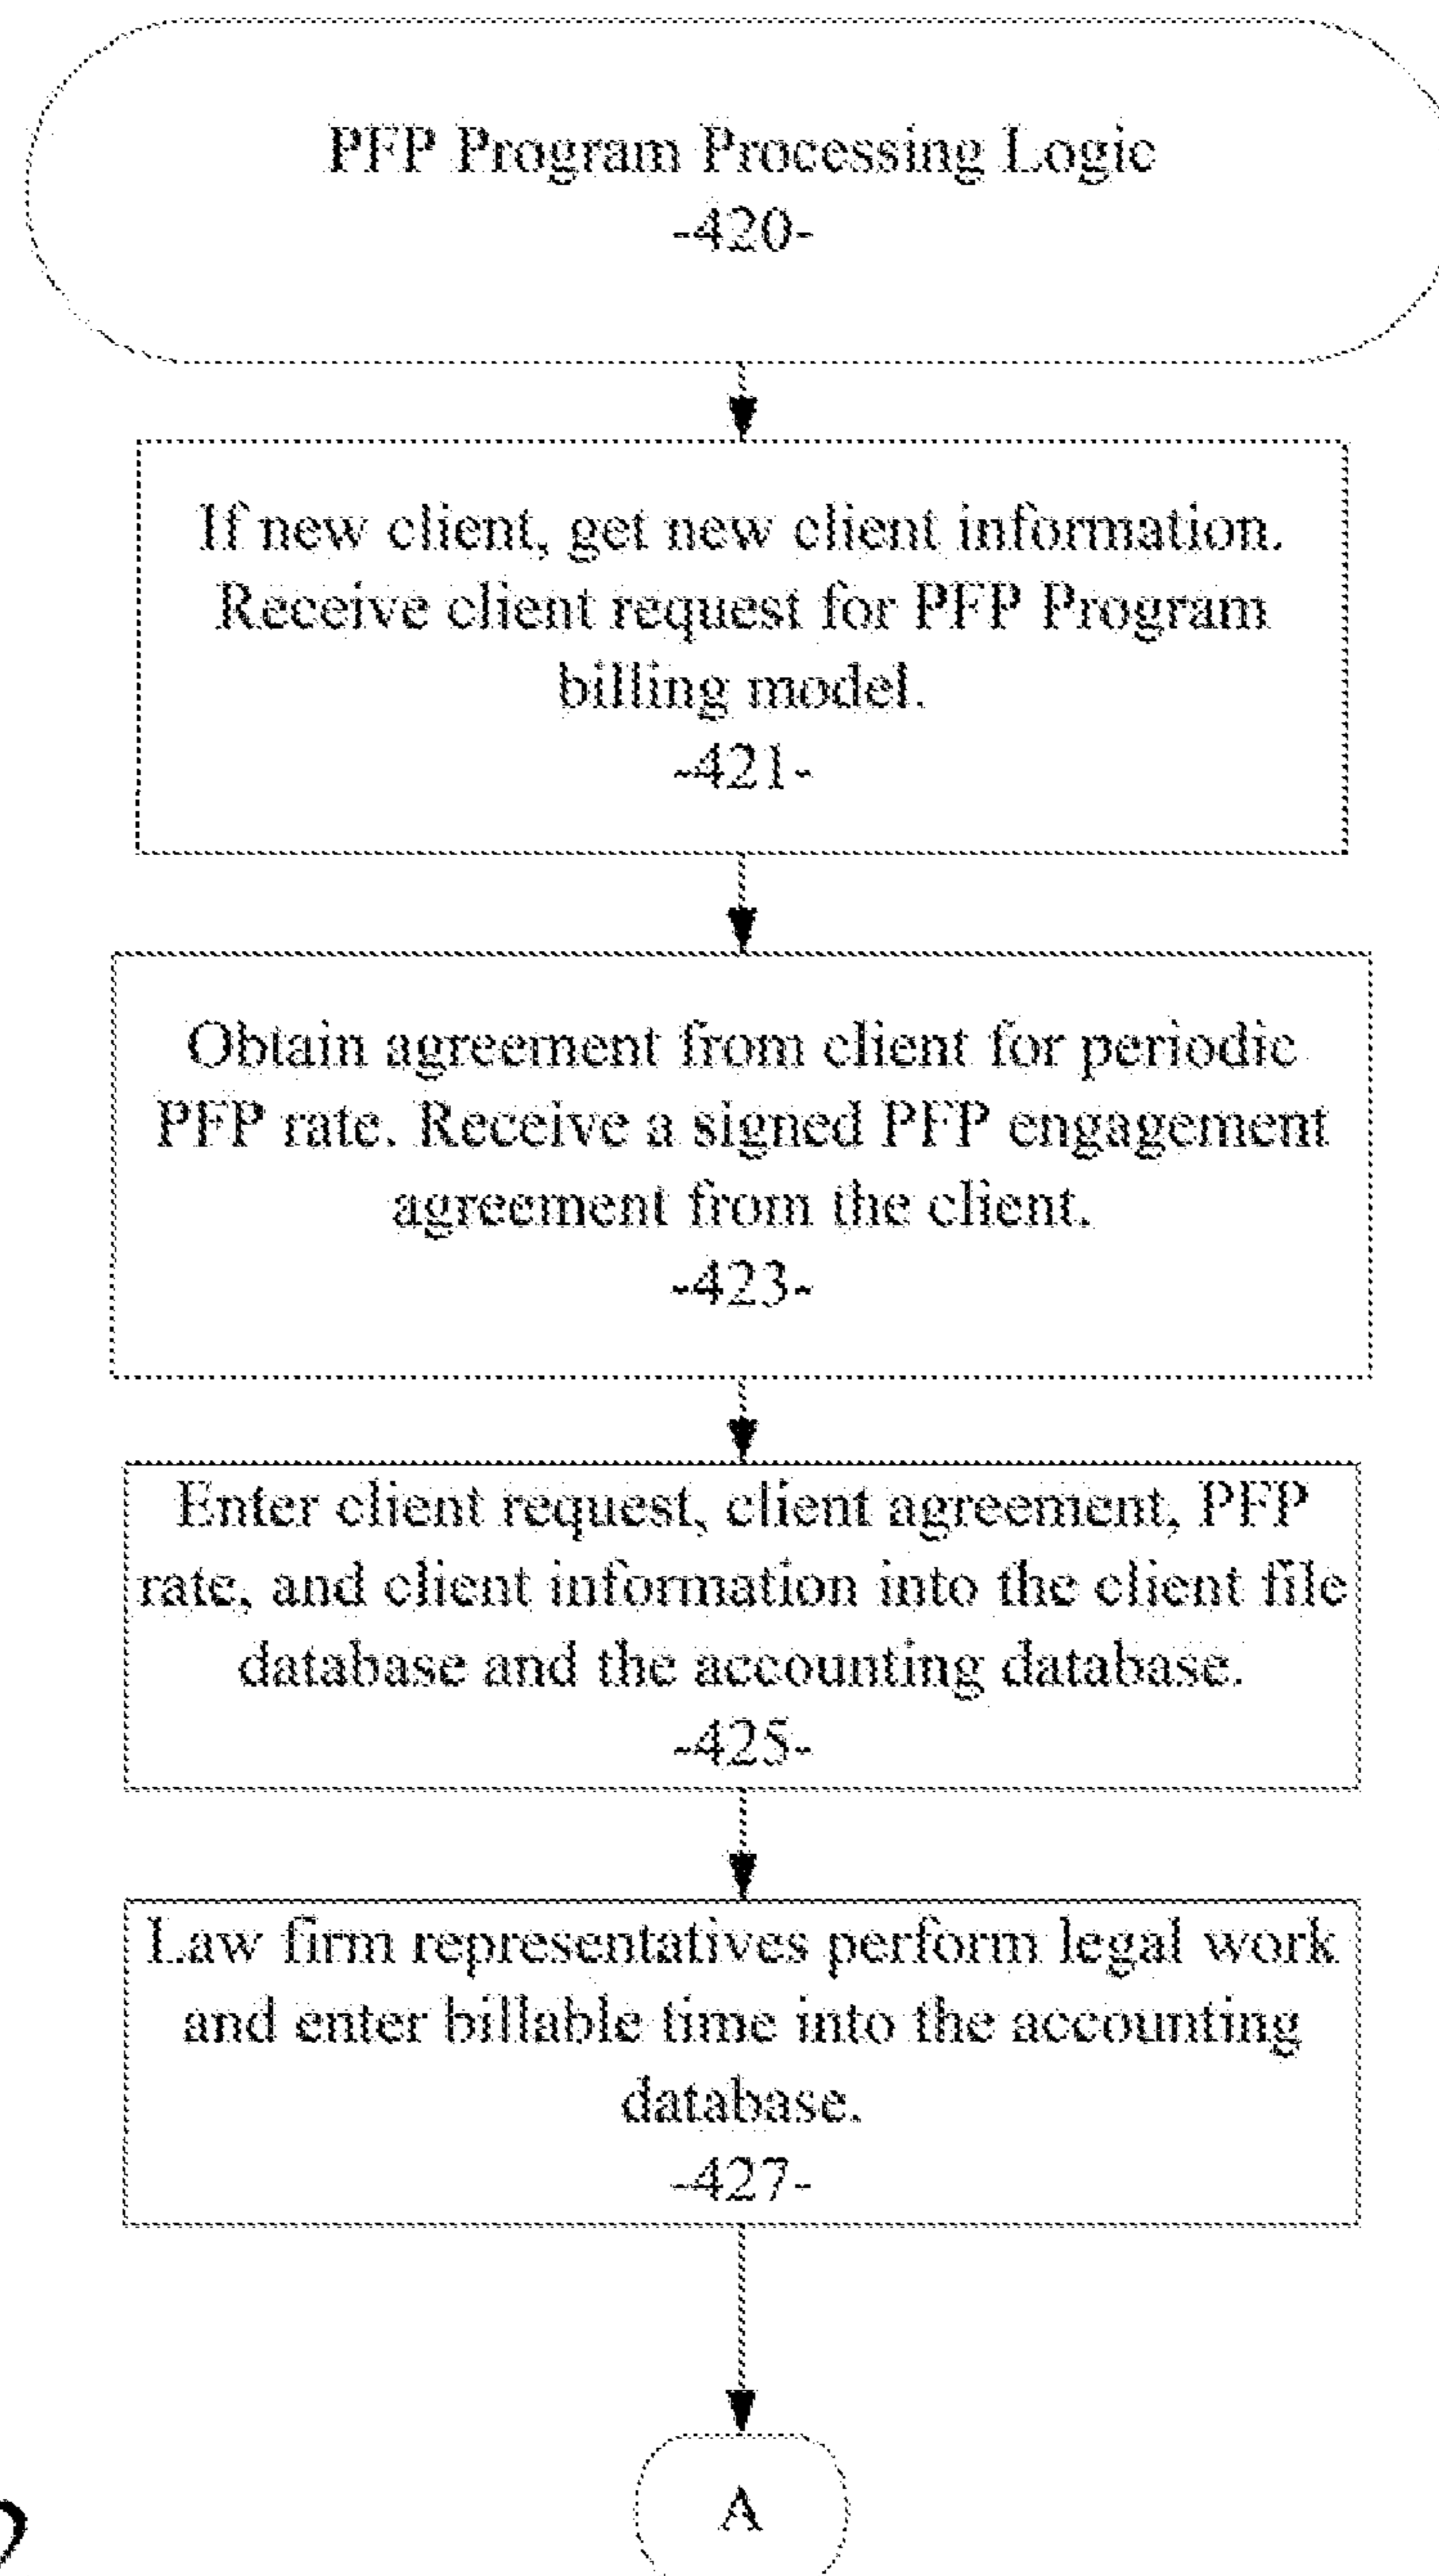 PFP Program Processing Logic
-420-
If new client, get new client information.
Receive client request for PFP Program
billing model.
-421-
Obtain agreement from client for periodic
PFP rate. Receive a signed PFP engagement
agreement from the client.
-423-
Enter client request, client agreement, PFP
rate, and client information into the client file
database and the accounting database.
-425-
Law firm representatives perform legal work
and enter billable time into the accounting
database.
-427-
A